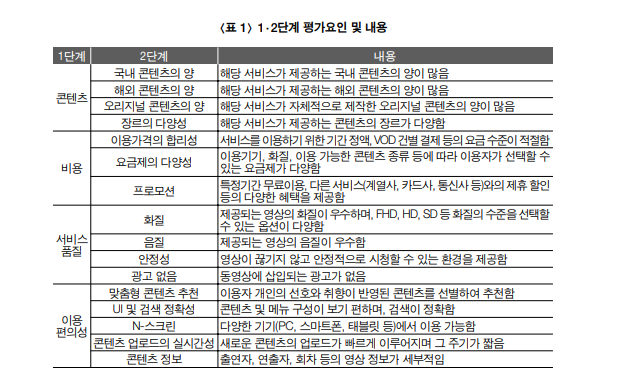 〈표 1〉 1·2단계 평가요인 및 내용
1단계 2단계 내용
콘텐츠
국내 콘텐츠의 양 해당 서비스가 제공하는 국내 콘텐츠의 양이 많음
해외 콘텐츠의 양 해당 서비스가 제공하는 해외 콘텐츠의 양이 많음
오리지널 콘텐츠의 양 해당 서비스가 자체적으로 제작한 오리지널 콘텐츠의 양이 많음
장르의 다양성 해당 서비스가 제공하는 콘텐츠의 장르가 다양함
비용
이용가격의 합리성 서비스를 이용하기 위한 기간 정액, VOD 건별 결제 등의 요금 수준이 적절함
요금제의 다양성 이용기기, 화질, 이용 가능한 콘텐츠 종류 등에 따라 이용자가 선택할 수
있는 요금제가 다양함
프로모션 특정기간 무료이용, 다른 서비스(계열사, 카드사, 통신사 등)와의 제휴 할인
등의 다양한 혜택을 제공함
서비스
품질
화질 제공되는 영상의 화질이 우수하며, FHD, HD, SD 등 화질의 수준을 선택할
수 있는 옵션이 다양함
음질 제공되는 영상의 음질이 우수함
안정성 영상이 끊기지 않고 안정적으로 시청할 수 있는 환경을 제공함
광고 없음 동영상에 삽입되는 광고가 없음
이용
편의성
맞춤형 콘텐츠 추천 이용자 개인의 선호와 취향이 반영된 콘텐츠를 선별하여 추천함
UI 및 검색 정확성 콘텐츠 및 메뉴 구성이 보기 편하며, 검색이 정확함
N-스크린 다양한 기기(PC, 스마트폰, 태블릿 등)에서 이용 가능함
콘텐츠 업로드의 실시간성 새로운 콘텐츠의 업로드가 빠르게 이루어지며 그 주기가 짧음
콘텐츠 정보 출연자, 연출자, 회차 등의 영상 정보가 세부적임